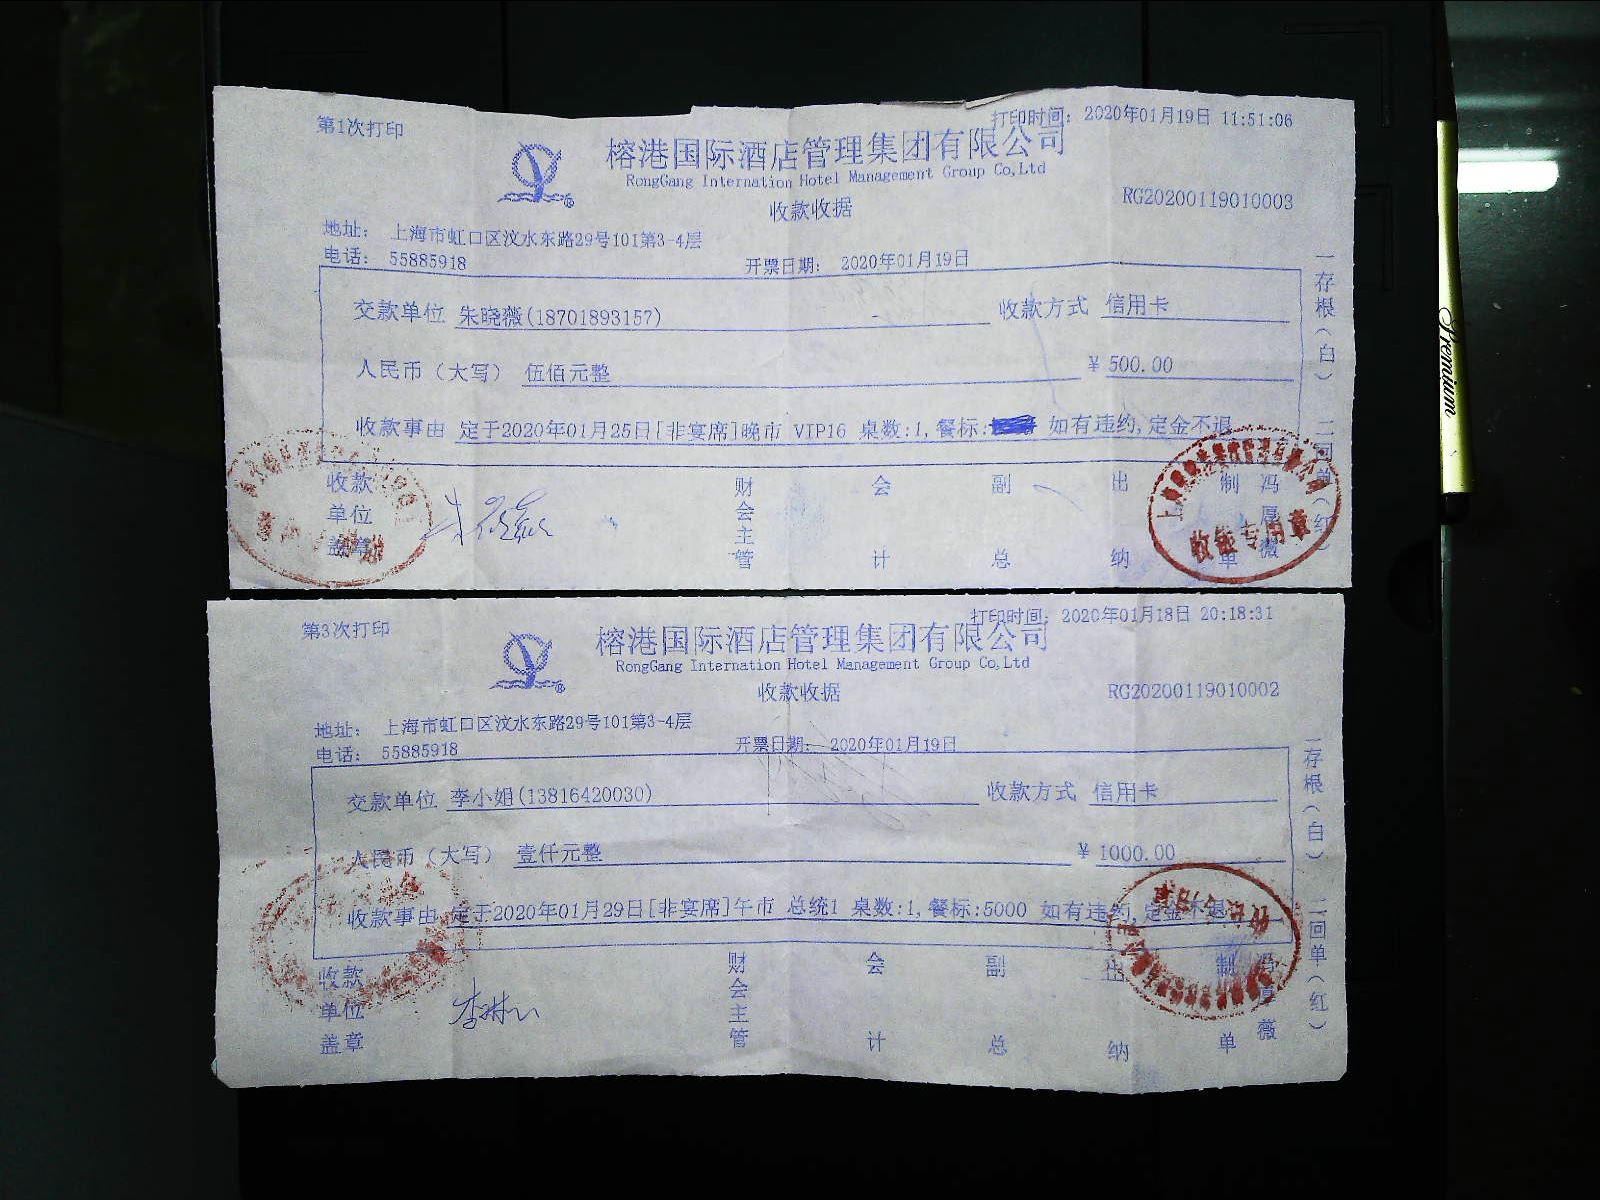 第1次打印
打印时间: 2020年01月19日 11:51:06
榕港国际酒店管理集团有限公司
RongGang Internation Hotel Management Group Co,Ltd
收款收据
RG20200119010003
地址: 上海市虹口区汶水东路29号101第3-4层
电话: 55885918
开票日期: 2020年01月19日
交款单位 朱晓薇(18701893157) 收款方式 信用卡
人民币（大写） 伍佰元整 ¥ 500.00
收款事由 定于2020年01月25日[非宴席]晚市 VIP16 桌数:1,餐标: 如有违约,定金不退
收款单位盖章 财会主管 会计 副总 出纳 制单 冯厚薇
收银专用章
一存根（白） 二回单（红）
Premium
第3次打印
打印时间: 2020年01月18日 20:18:31
榕港国际酒店管理集团有限公司
RongGang Internation Hotel Management Group Co,Ltd
收款收据
RG20200119010002
地址: 上海市虹口区汶水东路29号101第3-4层
电话: 55885918
开票日期: 2020年01月19日
交款单位 李小姐(13816420030) 收款方式 信用卡
人民币（大写） 壹仟元整 ¥ 1000.00
收款事由 定于2020年01月29日[非宴席]午市 总统1 桌数:1,餐标:5000 如有违约,定金不退
收款单位盖章 财会主管 会计 副总 出纳 制单 冯厚薇
一存根（白） 二回单（红）